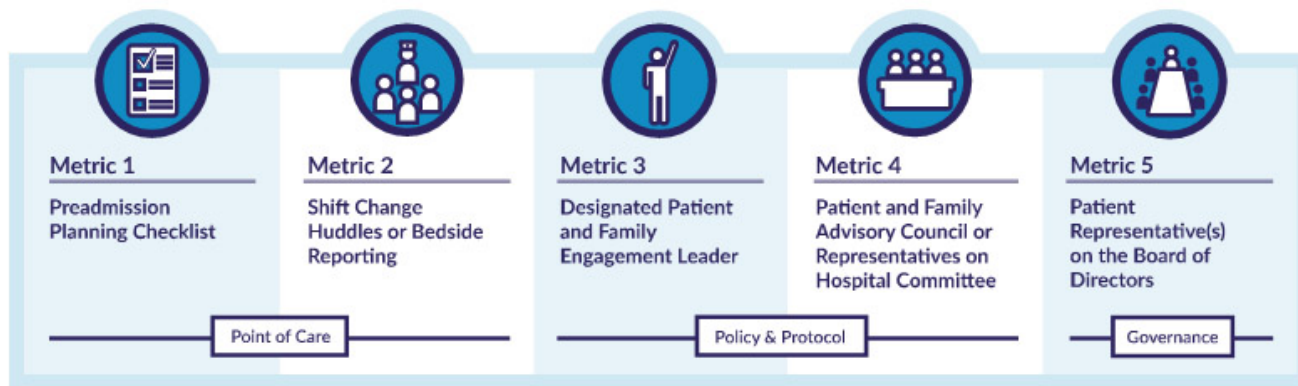 Metric 1
Preadmission
Planning Checklist
Metric 2
Shift Change
Huddles or Bedside
Reporting
Metric 3
Designated Patient
and Family
Engagement Leader
Metric 4
Patient and Family
Advisory Council or
Representatives on
Hospital Committee
Metric 5
Patient
Representative(s)
on the Board of
Directors
Point of Care
Policy & Protocol
Governance